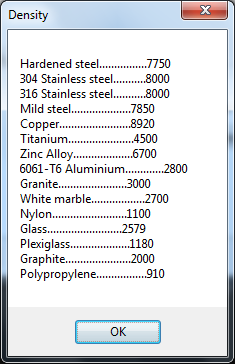 Density
Hardened steel................7750
304 Stainless steel...........8000
316 Stainless steel...........8000
Mild steel....................7850
Copper........................8920
Titanium......................4500
Zinc Alloy....................6700
6061-T6 Aluminium.............2800
Granite.......................3000
White marble..................2700
Nylon.........................1100
Glass.........................2579
Plexiglass....................1180
Graphite......................2000
Polypropylene.................910
OK